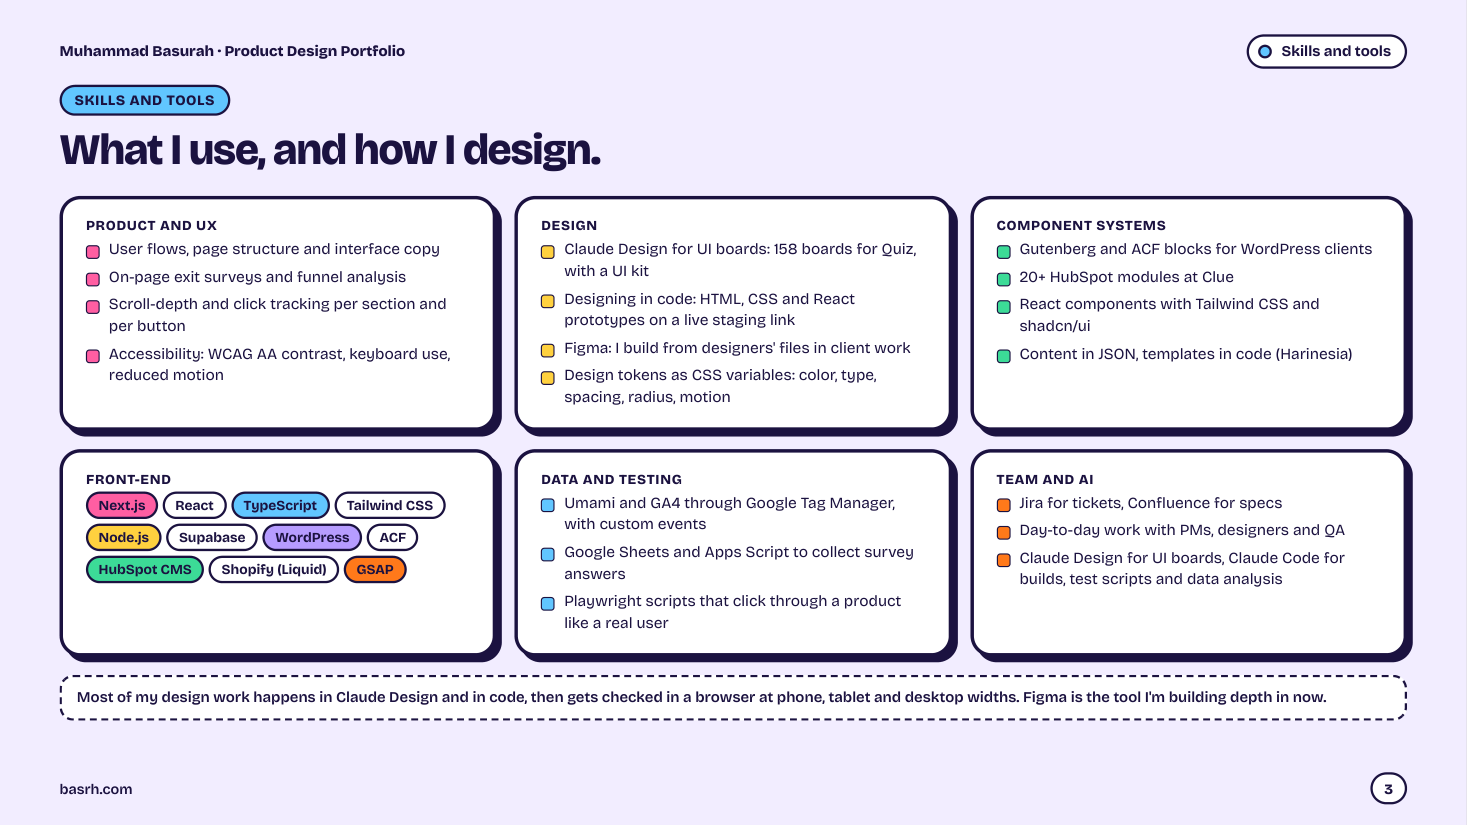 Muhammad Basurah · Product Design Portfolio
Skills and tools
SKILLS AND TOOLS
What I use, and how I design.
PRODUCT AND UX
User flows, page structure and interface copy
On-page exit surveys and funnel analysis
Scroll-depth and click tracking per section and
per button
Accessibility: WCAG AA contrast, keyboard use,
reduced motion
DESIGN
Claude Design for UI boards: 158 boards for Quiz,
with a UI kit
Designing in code: HTML, CSS and React
prototypes on a live staging link
Figma: I build from designers' files in client work
Design tokens as CSS variables: color, type,
spacing, radius, motion
COMPONENT SYSTEMS
Gutenberg and ACF blocks for WordPress clients
20+ HubSpot modules at Clue
React components with Tailwind CSS and
shadcn/ui
Content in JSON, templates in code (Harinesia)
FRONT-END
Next.js React TypeScript Tailwind CSS
Node.js Supabase WordPress ACF
HubSpot CMS Shopify (Liquid) GSAP
DATA AND TESTING
Umami and GA4 through Google Tag Manager,
with custom events
Google Sheets and Apps Script to collect survey
answers
Playwright scripts that click through a product
like a real user
TEAM AND AI
Jira for tickets, Confluence for specs
Day-to-day work with PMs, designers and QA
Claude Design for UI boards, Claude Code for
builds, test scripts and data analysis
Most of my design work happens in Claude Design and in code, then gets checked in a browser at phone, tablet and desktop widths. Figma is the tool I'm building depth in now.
basrh.com
3